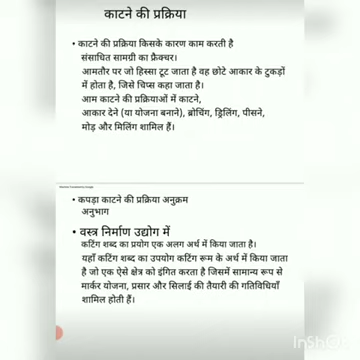 काटने की प्रक्रिया
• काटने की प्रक्रिया किसके कारण काम करती है
संसाधित सामग्री का फ्रैक्चर।
आमतौर पर जो हिस्सा टूट जाता है वह छोटे आकार के टुकड़ों
में होता है, जिसे चिप्स कहा जाता है।
आम काटने की प्रक्रियाओं में काटने,
आकार देने (या योजना बनाने), ब्रोचिंग, ड्रिलिंग, पीसने,
मोड़ और मिलिंग शामिल हैं।
• कपड़ा काटने की प्रक्रिया अनुक्रम
अनुभाग
• वस्त्र निर्माण उद्योग में
कटिंग शब्द का प्रयोग एक अलग अर्थ में किया जाता है।
यहाँ कटिंग शब्द का उपयोग कटिंग रूम के अर्थ में किया जाता
है जो एक ऐसे क्षेत्र को इंगित करता है जिसमें सामान्य रूप से
मार्कर योजना, प्रसार और सिलाई की तैयारी की गतिविधियाँ
शामिल होती हैं।
KINEMASTER